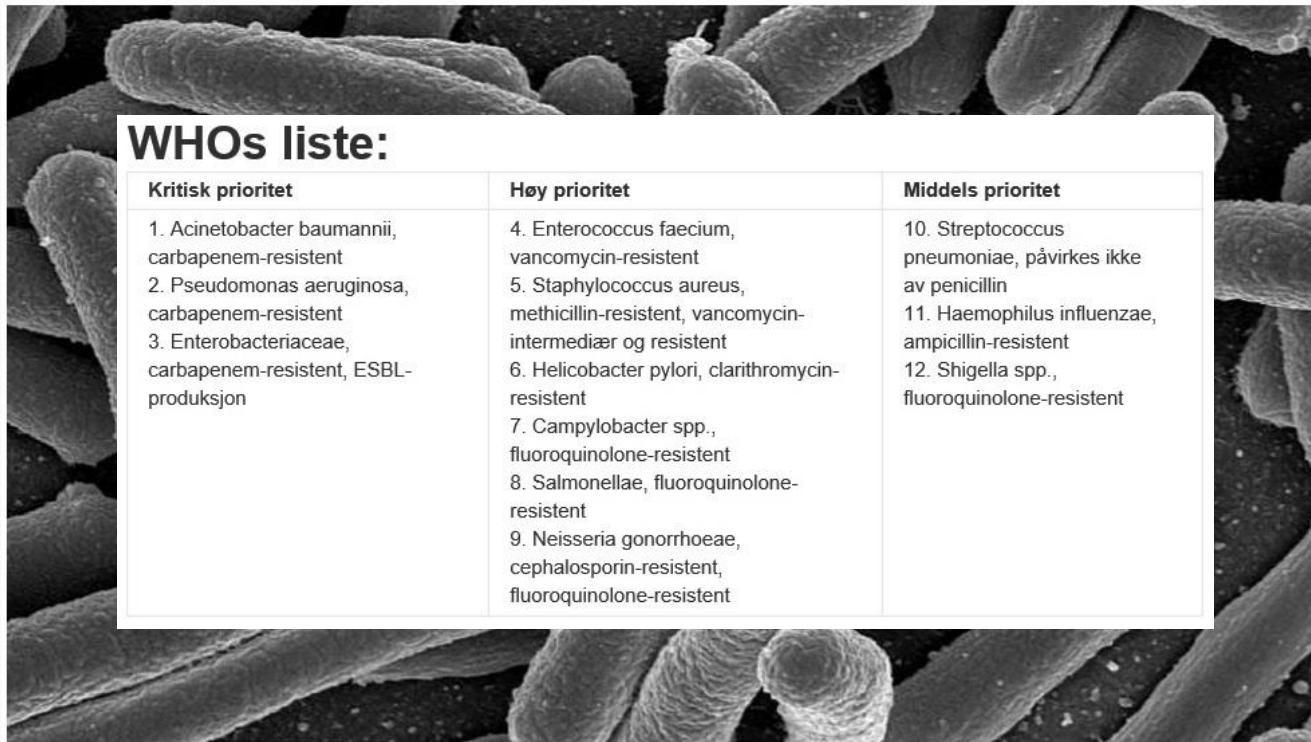 WHOs liste:
Kritisk prioritet
1. Acinetobacter baumannii,
carbapenem-resistent
2. Pseudomonas aeruginosa,
carbapenem-resistent
3. Enterobacteriaceae,
carbapenem-resistent, ESBL-
produksjon
Høy prioritet
4. Enterococcus faecium,
vancomycin-resistent
5. Staphylococcus aureus,
methicillin-resistent, vancomycin-
intermediær og resistent
6. Helicobacter pylori, clarithromycin-
resistent
7. Campylobacter spp.,
fluoroquinolone-resistent
8. Salmonellae, fluoroquinolone-
resistent
9. Neisseria gonorrhoeae,
cephalosporin-resistent,
fluoroquinolone-resistent
Middels prioritet
10. Streptococcus
pneumoniae, påvirkes ikke
av penicillin
11. Haemophilus influenzae,
ampicillin-resistent
12. Shigella spp.,
fluoroquinolone-resistent